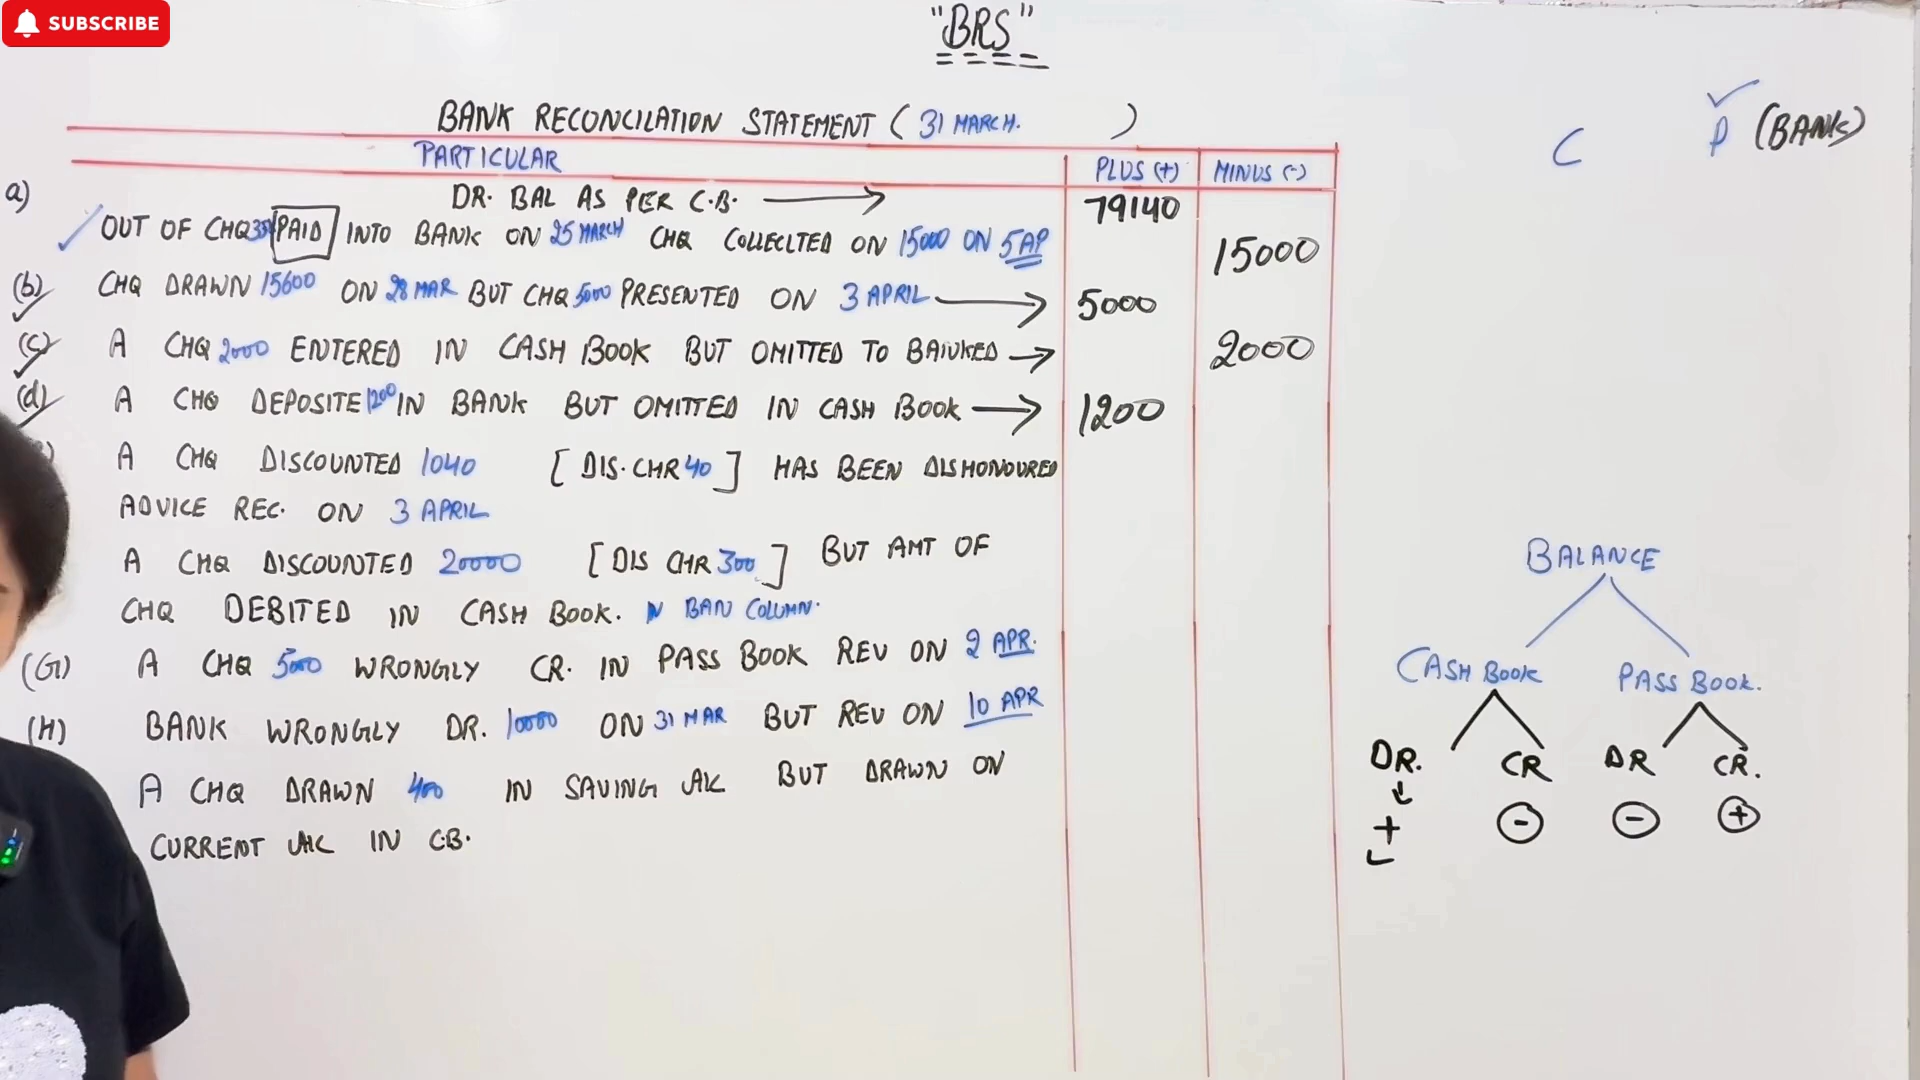 SUBSCRIBE
"BRS"
BANK RECONCILATION STATEMENT ( 31 MARCH. )
PARTICULAR PLUS (+) MINUS (-)
a) DR. BAL AS PER C.B. → 79140
OUT OF CHQ PAID INTO BANK ON 25 MARCH CHQ COLLECLTED ON 15000 ON 5 AP 15000
(b) CHQ DRAWN 15600 ON 28 MAR BUT CHQ 5000 PRESENTED ON 3 APRIL → 5000
(c) A CHQ 2000 ENTERED IN CASH BOOK BUT OMITTED TO BANKED → 2000
(d) A CHQ DEPOSITE 1200 IN BANK BUT OMITTED IN CASH BOOK → 1200
A CHQ DISCOUNTED 1040 [ DIS. CHR 40 ] HAS BEEN DISHONOURED
ADVICE REC. ON 3 APRIL
A CHQ DISCOUNTED 20000 [ DIS CHR 300 ] BUT AMT OF
CHQ DEBITED IN CASH BOOK. BAN COLUMN.
(G) A CHQ 5000 WRONGLY CR. IN PASS BOOK REV ON 2 APR.
(H) BANK WRONGLY DR. 10000 ON 31 MAR BUT REV ON 10 APR
A CHQ DRAWN 400 IN SAVING A/C BUT DRAWN ON
CURRENT A/C IN C.B.
C P (BANK)
BALANCE
CASH BOOK PASS BOOK.
DR. CR DR CR.
+ - - +